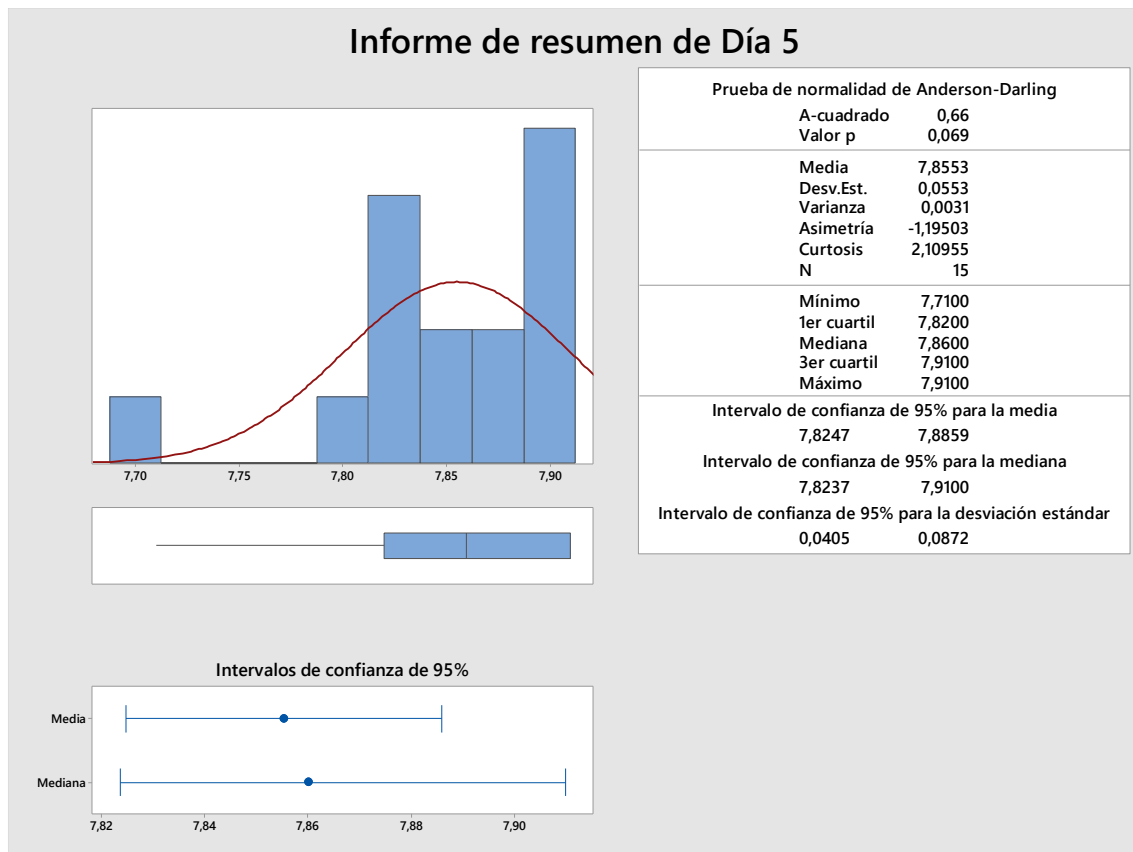 Informe de resumen de Día 5
7,70 7,75 7,80 7,85 7,90
Intervalos de confianza de 95%
Media
Mediana
7,82 7,84 7,86 7,88 7,90
Prueba de normalidad de Anderson-Darling
A-cuadrado 0,66
Valor p 0,069
Media 7,8553
Desv.Est. 0,0553
Varianza 0,0031
Asimetría -1,19503
Curtosis 2,10955
N 15
Mínimo 7,7100
1er cuartil 7,8200
Mediana 7,8600
3er cuartil 7,9100
Máximo 7,9100
Intervalo de confianza de 95% para la media
7,8247 7,8859
Intervalo de confianza de 95% para la mediana
7,8237 7,9100
Intervalo de confianza de 95% para la desviación estándar
0,0405 0,0872